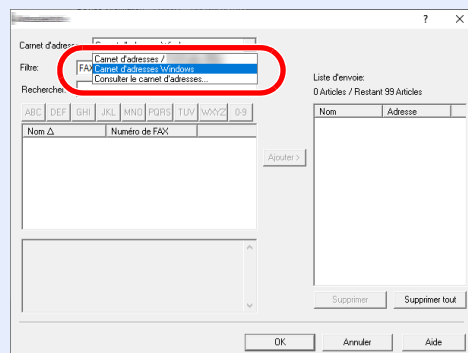 ? X
Carnet d'adresse
Filtre: FAX
Carnet d'adresses /
Carnet d'adresses Windows
Consulter le carnet d'adresses...
Rechercher:
Liste d'envoie:
0 Articles / Restant 99 Articles
ABC DEF GHI JKL MNO PQRS TUV WXYZ 0-9
Nom Adresse
Nom Δ Numéro de FAX
Ajouter >
Supprimer Supprimer tout
OK Annuler Aide